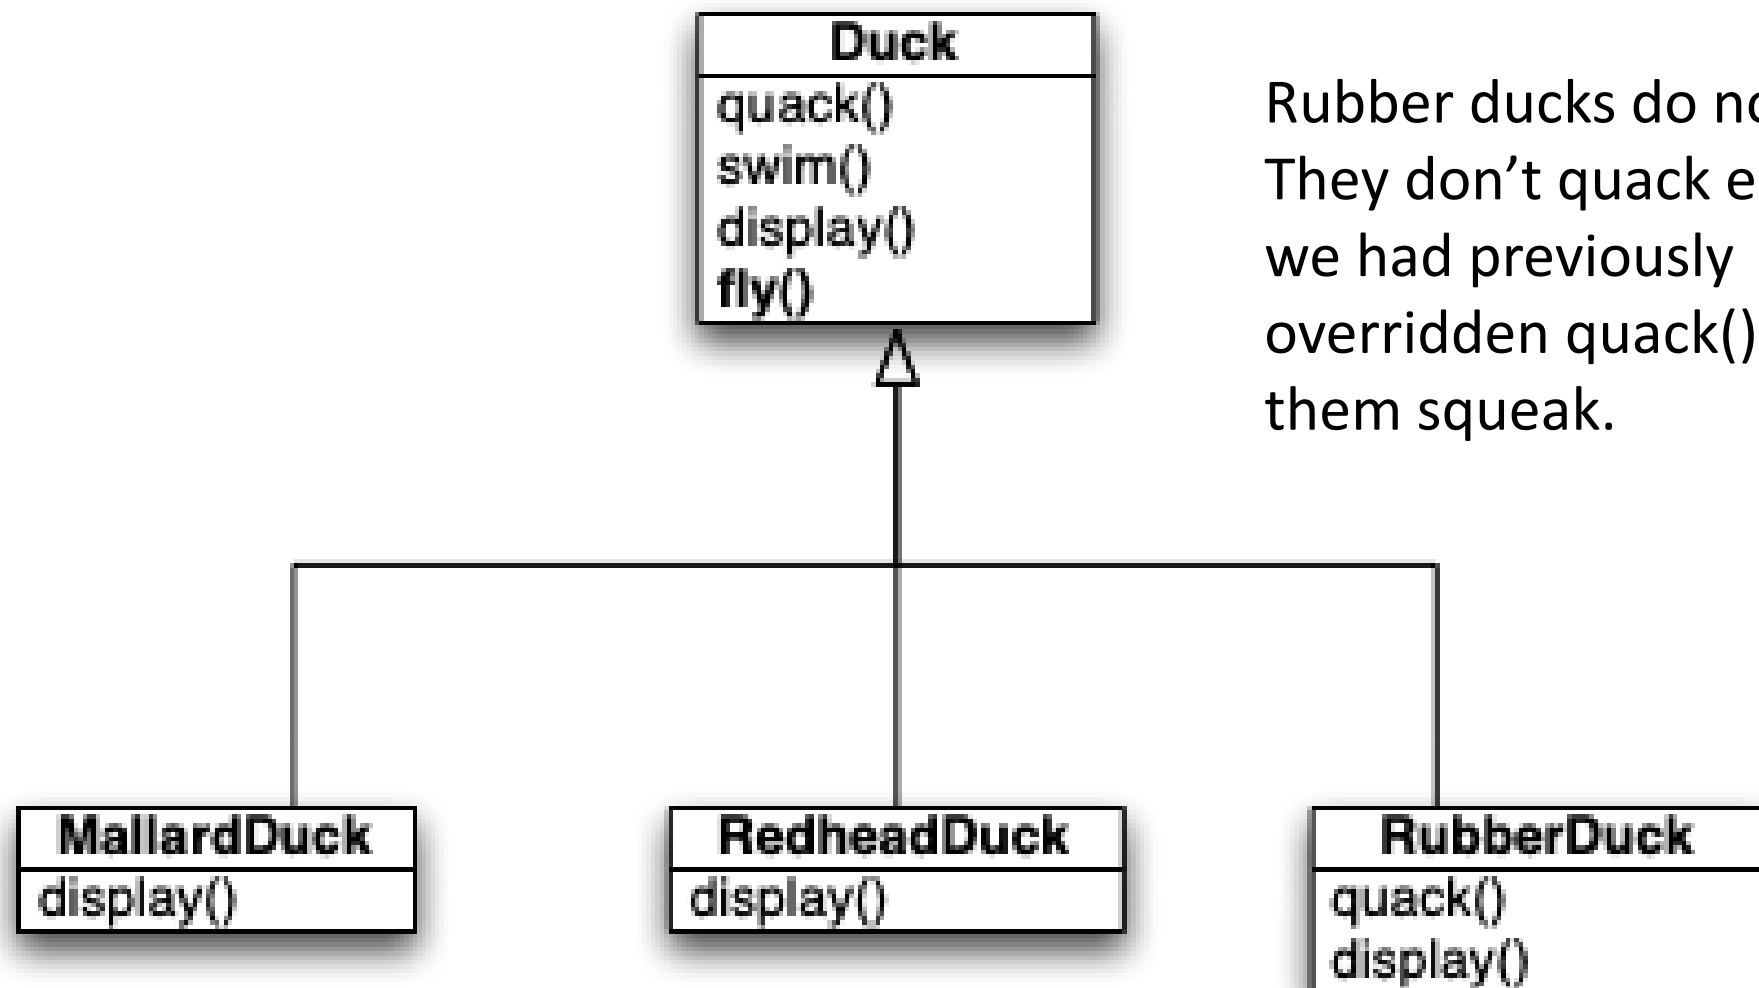 Duck
quack()
swim()
display()
fly()
Rubber ducks do
They don’t quack
we had previously
overridden quack()
them squeak.
MallardDuck
display()
RedheadDuck
display()
RubberDuck
quack()
display()